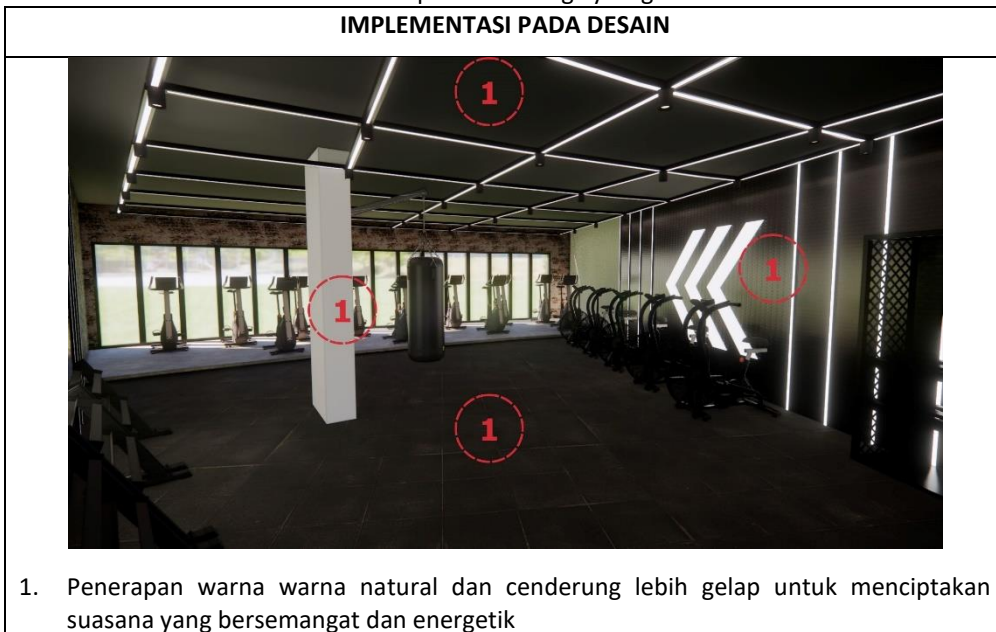 IMPLEMENTASI PADA DESAIN
1
1
1
1
1. Penerapan warna warna natural dan cenderung lebih gelap untuk menciptakan
suasana yang bersemangat dan energetik